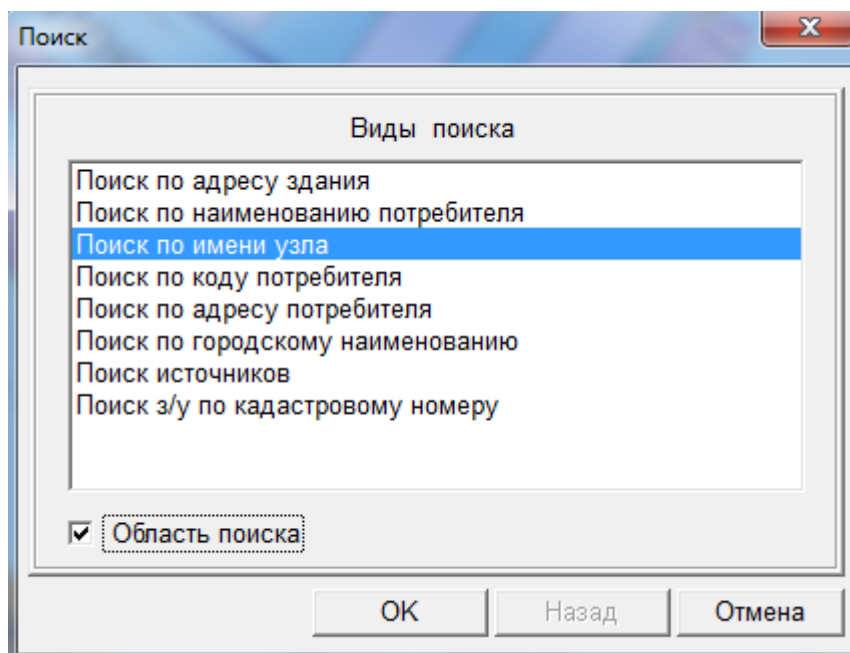 Поиск
Виды поиска
Поиск по адресу здания
Поиск по наименованию потребителя
Поиск по имени узла
Поиск по коду потребителя
Поиск по адресу потребителя
Поиск по городскому наименованию
Поиск источников
Поиск з/у по кадастровому номеру
Область поиска
OK Назад Отмена